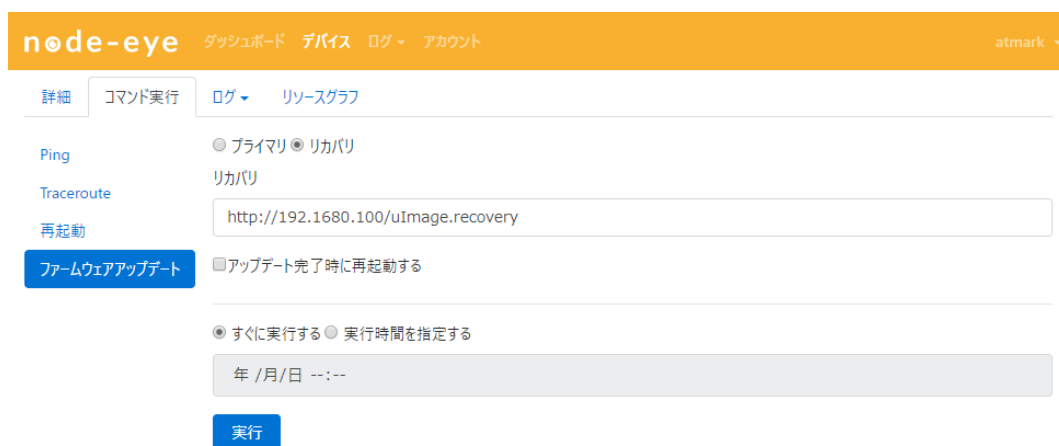 node-eye ダッシュボード デバイス ログ アカウント atmark
詳細 コマンド実行 ログ リソースグラフ
プライマリ リカバリ
Ping
リカバリ
Traceroute
http://192.1680.100/uImage.recovery
再起動
ファームウェアアップデート
アップデート完了時に再起動する
すぐに実行する 実行時間を指定する
年 /月/日 --:--
実行